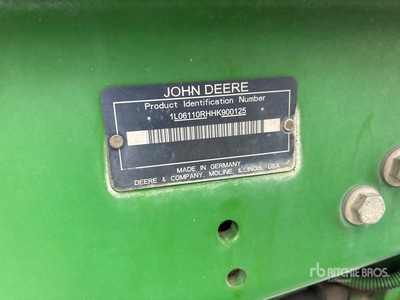 JOHN DEERE
Product Identification Number
1L06110RHHK900125
MADE IN GERMANY
DEERE & COMPANY, MOLINE, ILLINOIS, USA
rb RITCHIE BROS.